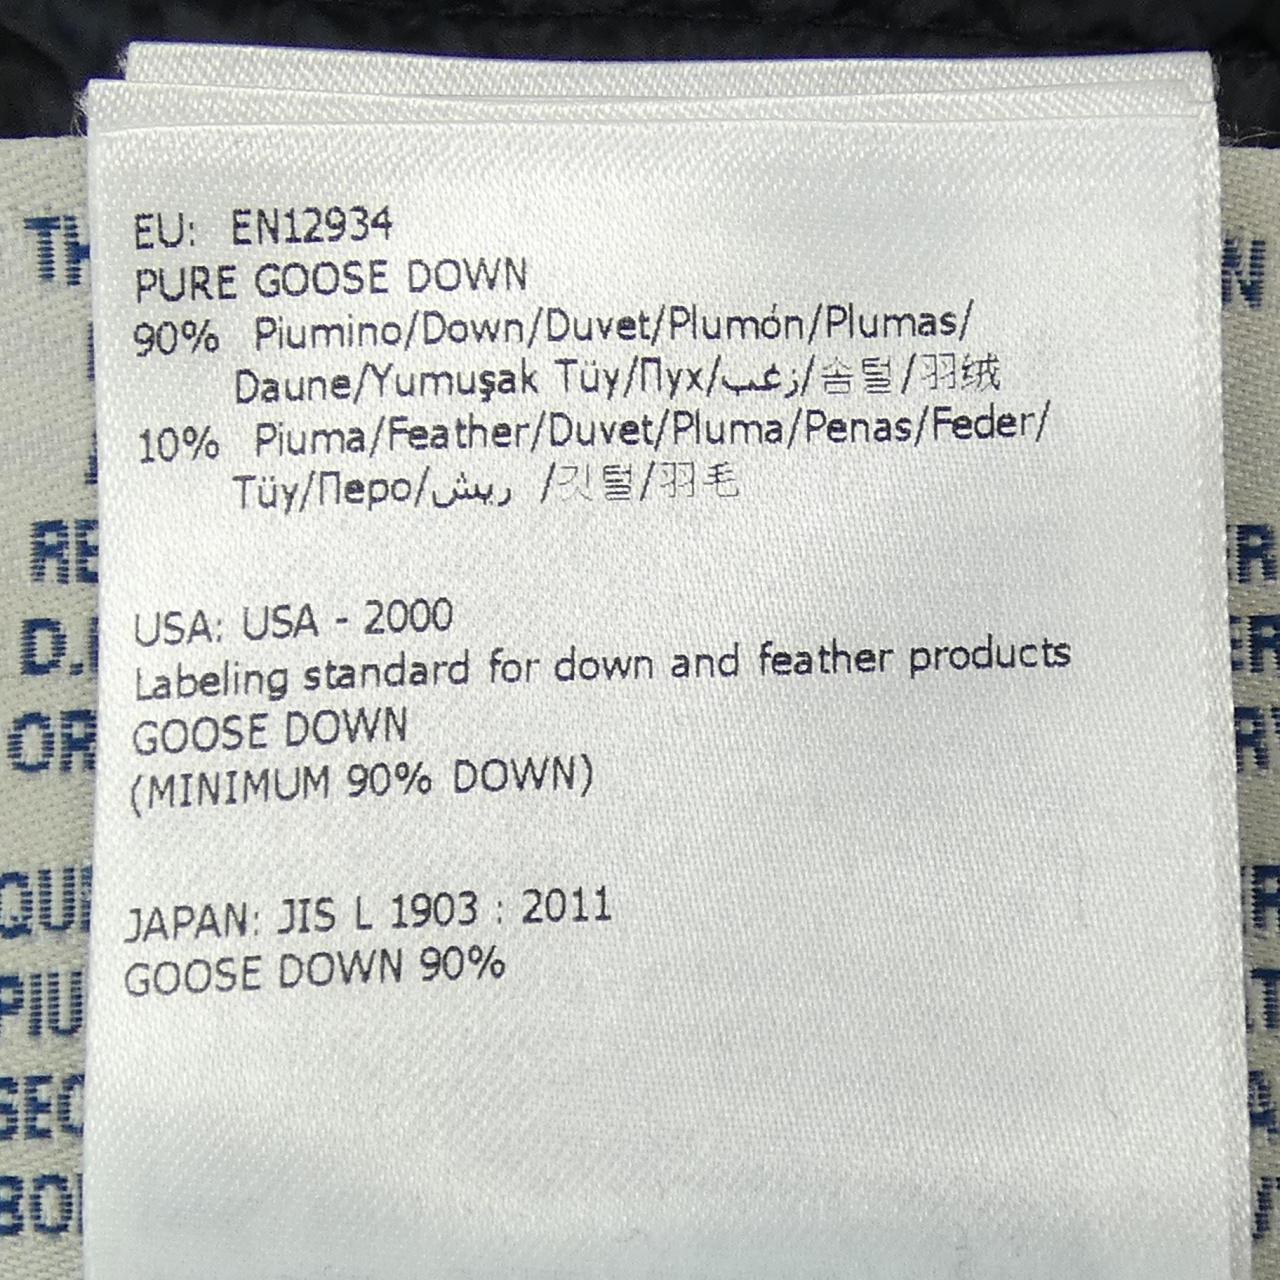 EU: EN12934
PURE GOOSE DOWN
90% Piumino/Down/Duvet/Plumón/Plumas/
Daune/Yumuşak Tüy/Пух/زغب/솜털/羽绒
10% Piuma/Feather/Duvet/Pluma/Penas/Feder/
Tüy/Перо/ريش /깃털/羽毛
USA: USA - 2000
Labeling standard for down and feather products
GOOSE DOWN
(MINIMUM 90% DOWN)
JAPAN: JIS L 1903 : 2011
GOOSE DOWN 90%